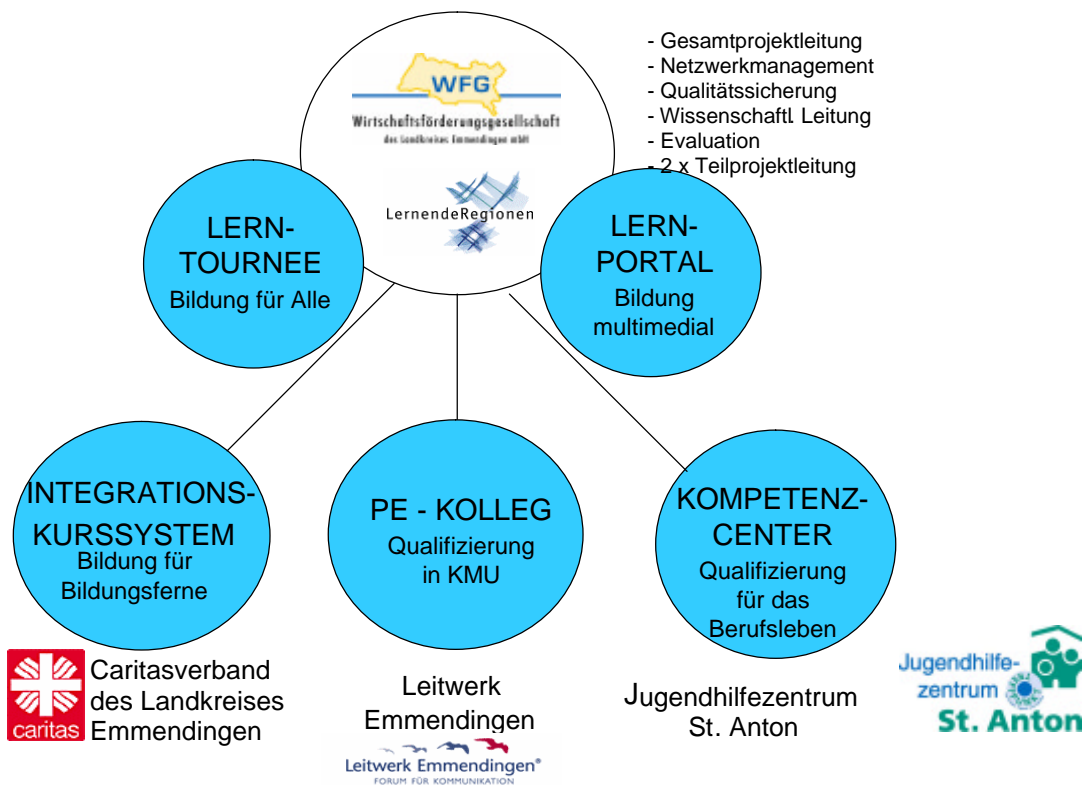 WFG
Wirtschaftsförderungsgesellschaft
des Landkreises Emmendingen mbH
LernendeRegionen
- Gesamtprojektleitung
- Netzwerkmanagement
- Qualitätssicherung
- Wissenschaftl. Leitung
- Evaluation
- 2 x Teilprojektleitung
LERN-
TOURNEE
Bildung für Alle
LERN-
PORTAL
Bildung
multimedial
INTEGRATIONS-
KURSSYSTEM
Bildung für
Bildungsferne
PE - KOLLEG
Qualifizierung
in KMU
KOMPETENZ-
CENTER
Qualifizierung
für das
Berufsleben
caritas
Caritasverband
des Landkreises
Emmendingen
Leitwerk
Emmendingen
Leitwerk Emmendingen®
FORUM FÜR KOMMUNIKATION
Jugendhilfezentrum
St. Anton
Jugendhilfe-
zentrum
St. Anton